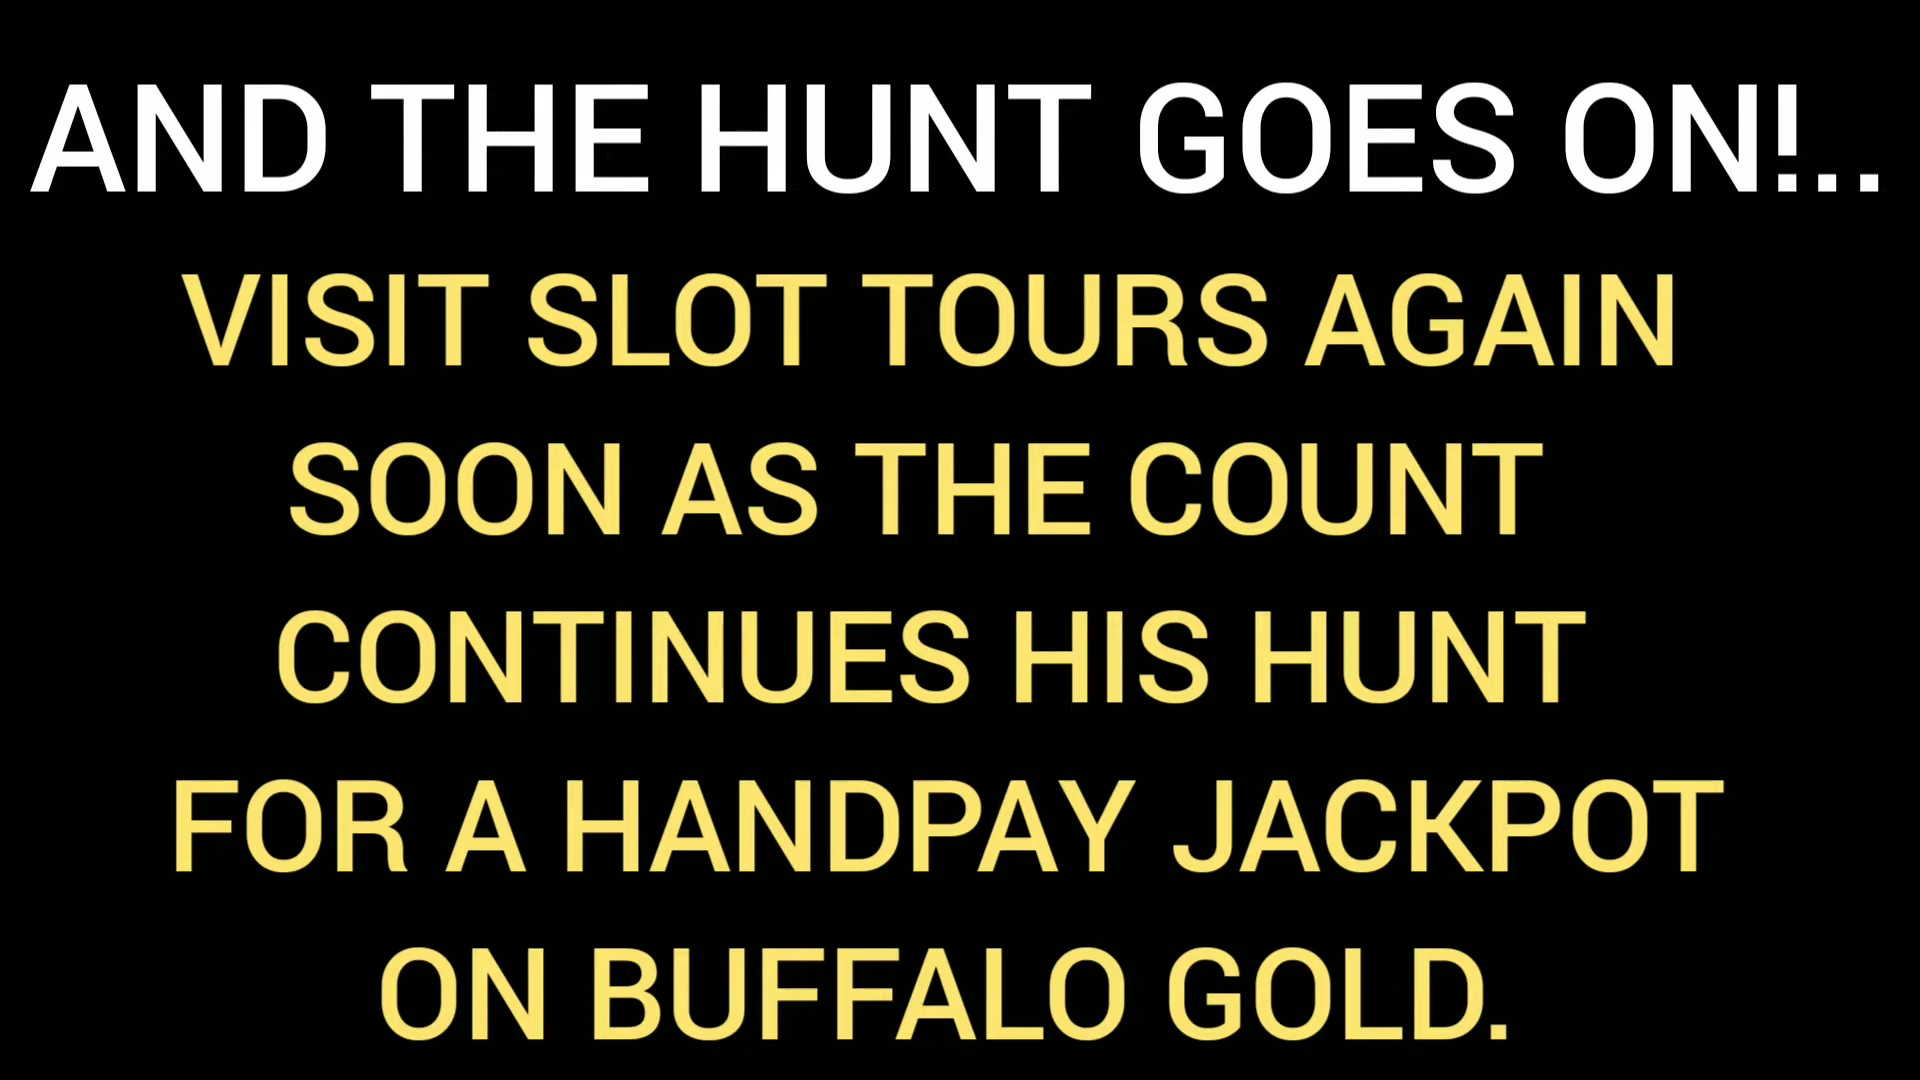 AND THE HUNT GOES ON!..
VISIT SLOT TOURS AGAIN
SOON AS THE COUNT
CONTINUES HIS HUNT
FOR A HANDPAY JACKPOT
ON BUFFALO GOLD.